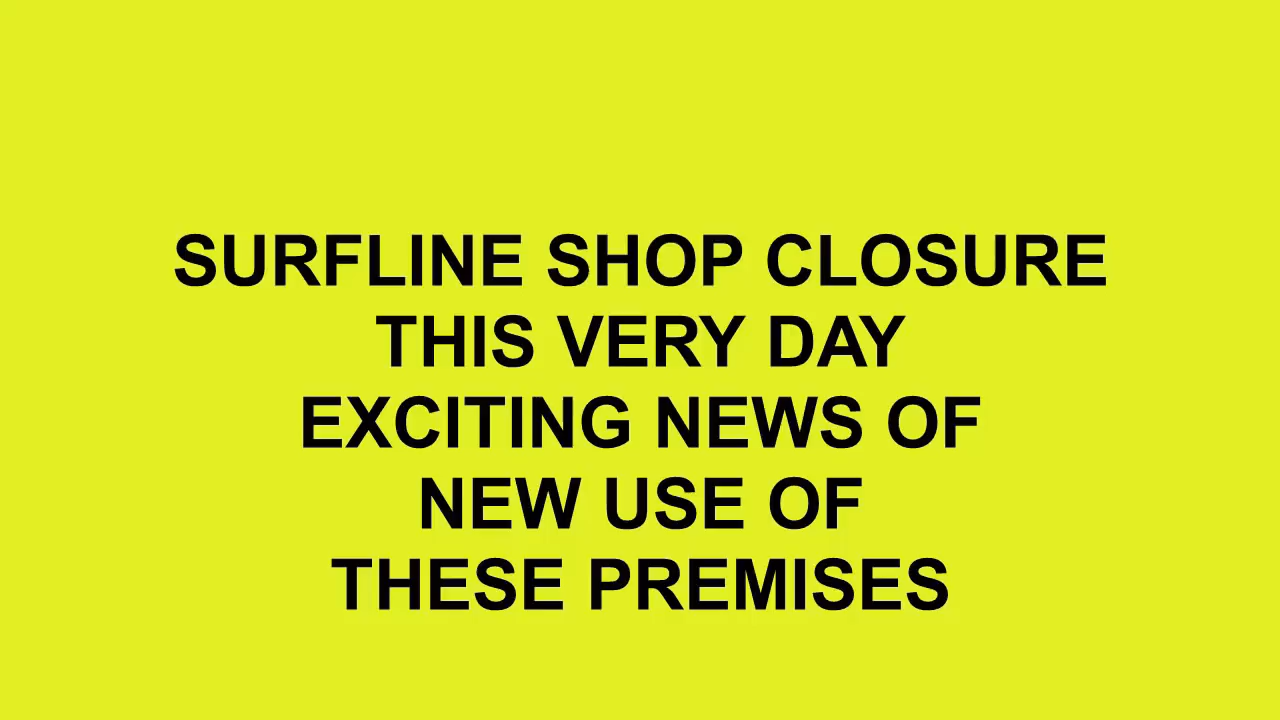 SURFLINE SHOP CLOSURE
THIS VERY DAY
EXCITING NEWS OF
NEW USE OF
THESE PREMISES